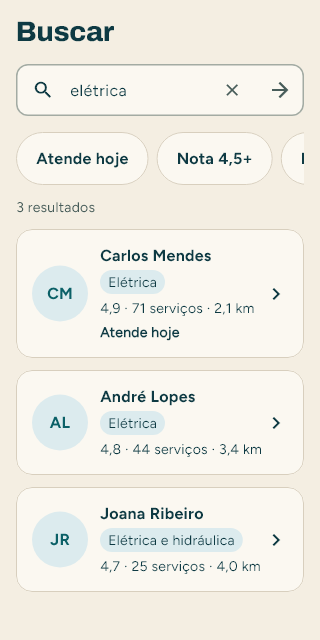 Buscar
elétrica
Atende hoje
Nota 4,5+
3 resultados
CM
Carlos Mendes
Elétrica
4,9 · 71 serviços · 2,1 km
Atende hoje
AL
André Lopes
Elétrica
4,8 · 44 serviços · 3,4 km
JR
Joana Ribeiro
Elétrica e hidráulica
4,7 · 25 serviços · 4,0 km